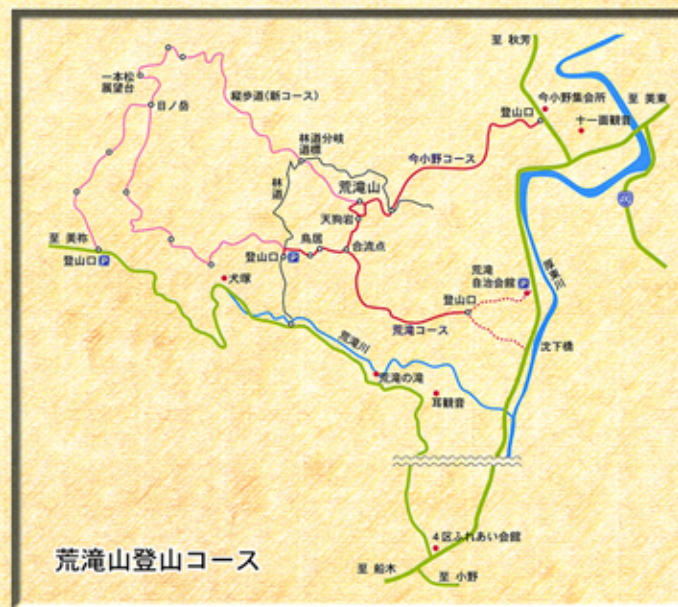 至 秋芳
一本松
展望台
日ノ岳
縦歩道(新コース)
今小野集会所
至 美東
登山口
十一面観音
林道分岐
道標
今小野コース
林道
荒滝山
天狗岩
490
鳥居
合流点
至 美祢
登山口 P
登山口 P
犬塚
荒滝
自治会館 P
登山口
荒滝コース
荒滝川
沈下橋
荒滝の滝
耳観音
4区ふれあい会館
荒滝山登山コース
至 船木
至 小野